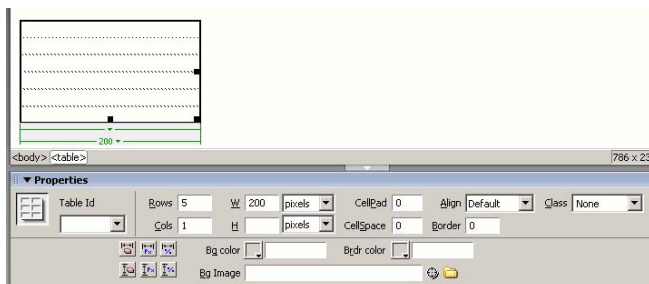 200
<body> <table>
786 x 23
Properties
Table Id Rows 5 W 200 pixels CellPad 0 Align Default Class None
Cols 1 H pixels CellSpace 0 Border 0
Bg color Brdr color
Bg Image